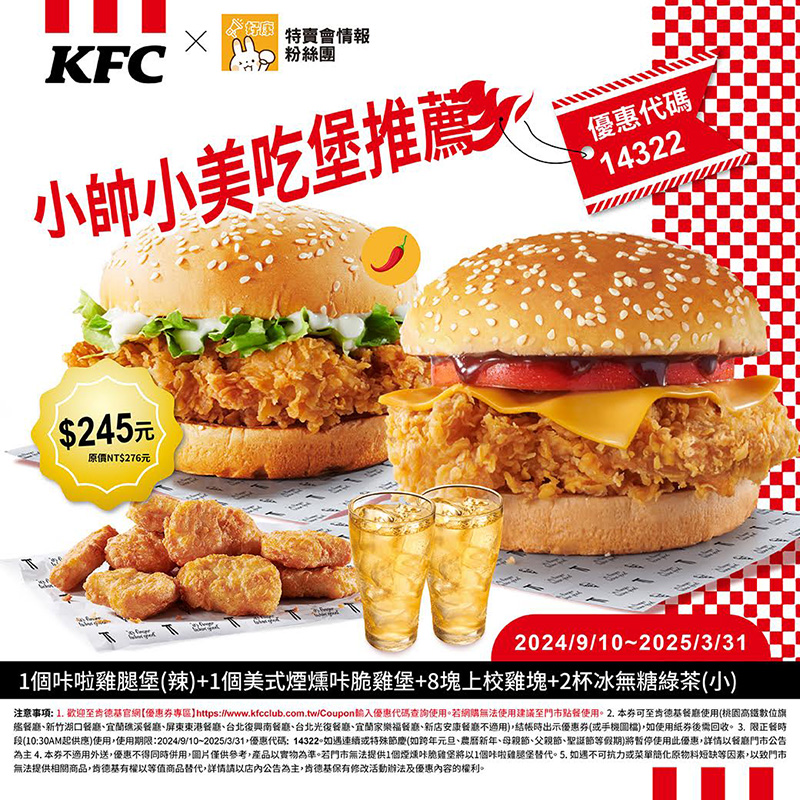 KFC
×
好康
特賣會情報
粉絲團
優惠代碼
14322
小帥小美吃堡推薦
$245元
原價NT$276元
2024/9/10~2025/3/31
1個咔啦雞腿堡(辣)+1個美式煙燻咔脆雞堡+8塊上校雞塊+2杯冰無糖綠茶(小)
注意事項: 1. 歡迎至肯德基官網【優惠券專區】https://www.kfcclub.com.tw/Coupon輸入優惠代碼查詢使用。若網購無法使用建議至門市點餐使用。 2. 本券可至肯德基餐廳使用(桃園高鐵數位旗
艦餐廳、新竹湖口餐廳、宜蘭礁溪餐廳、屏東東港餐廳、台北復興南餐廳、台北光復餐廳、宜蘭家樂福餐廳、新店安康餐廳不適用)，結帳時出示優惠券(或手機圖檔)，如使用紙券後需回收。 3. 限正餐時
段(10:30AM起供應)使用，使用期限:2024/9/10~2025/3/31，優惠代碼: 14322。如遇連續或特殊節慶(如跨年元旦、農曆新年、母親節、父親節、聖誕節等假期)將暫停使用此優惠，詳情以餐廳門市公告
為主 4. 本券不適用外送，優惠不得同時併用，圖片僅供參考，產品以實物為準。若門市無法提供1個煙燻咔脆雞堡將以1個咔啦雞腿堡替代。 5. 如遇不可抗力或菜單簡化原物料短缺等因素，以致門市
無法提供相關商品，肯德基有權以等值商品替代，詳情請以店內公告為主，肯德基保有修改活動辦法及優惠內容的權利。